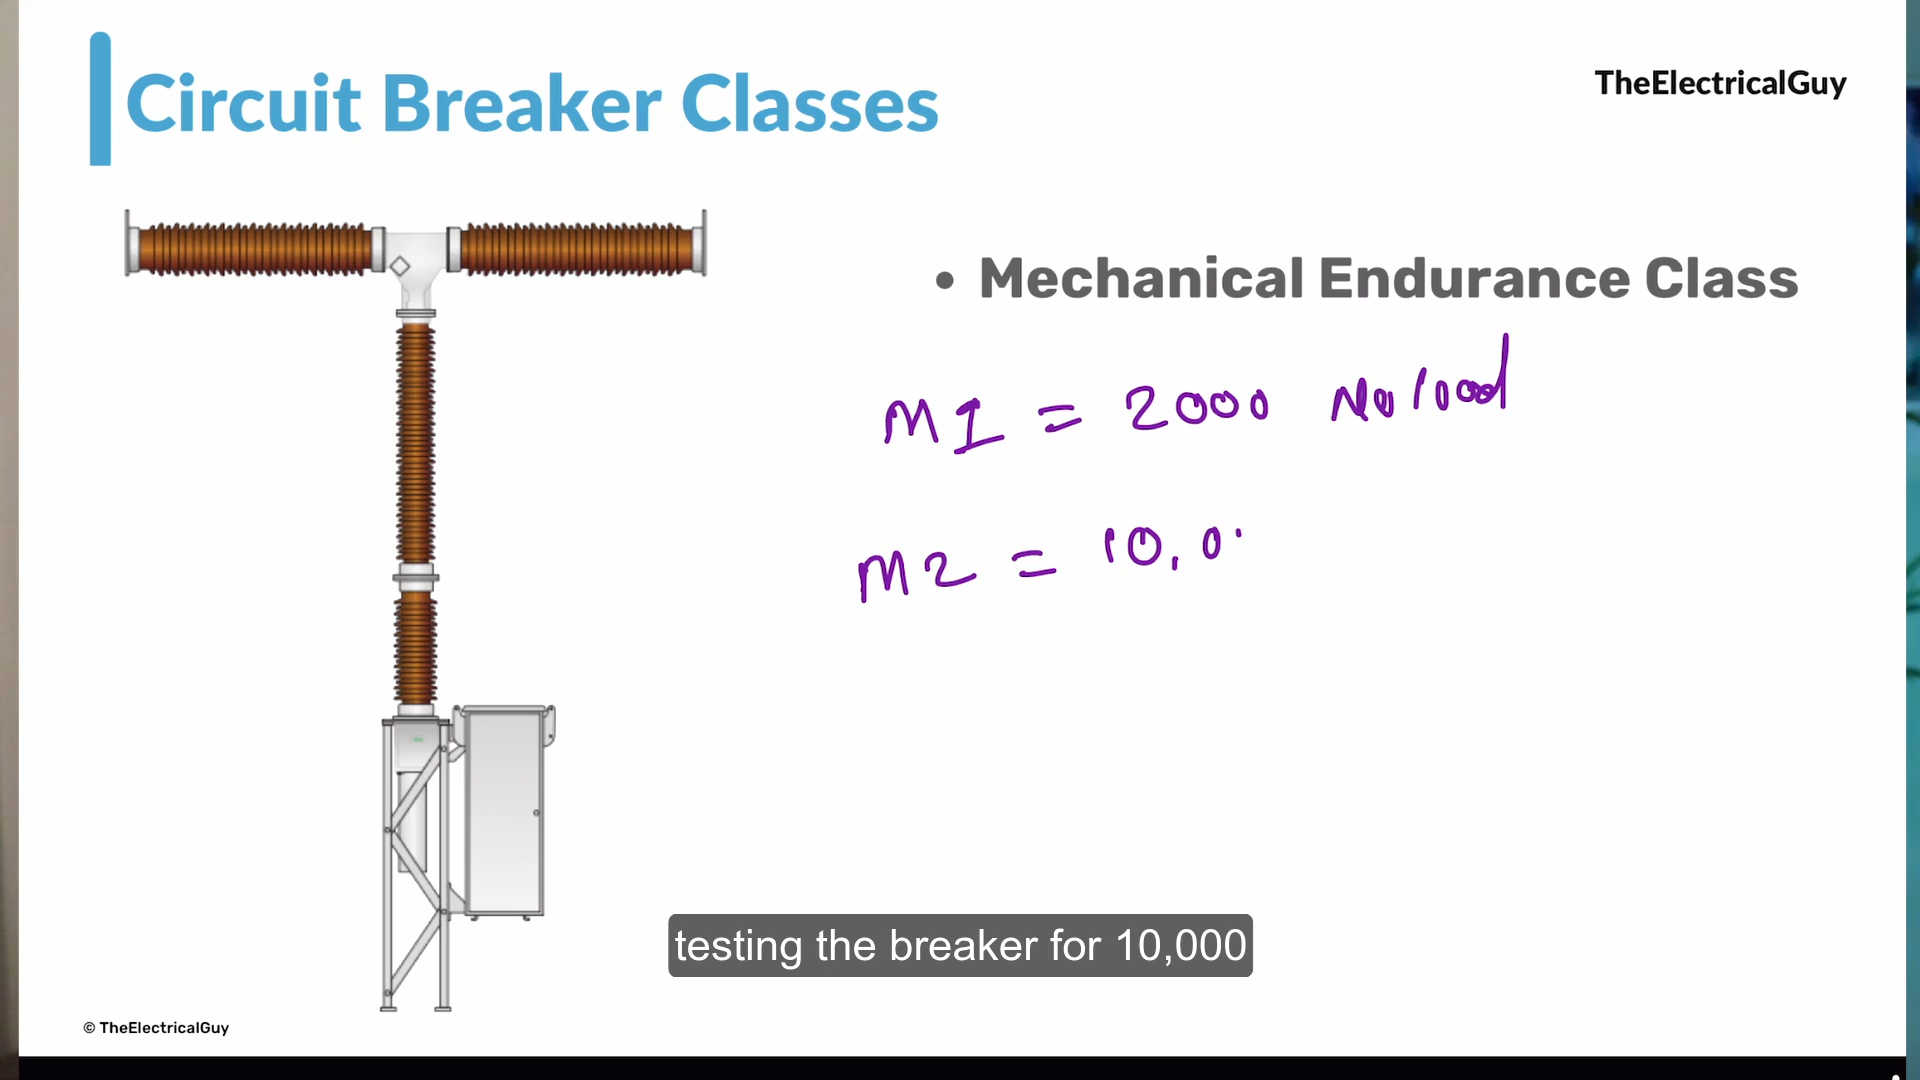 Circuit Breaker Classes
TheElectricalGuy
• Mechanical Endurance Class
M1 = 2000 No load
M2 = 10,0
testing the breaker for 10,000
© TheElectricalGuy